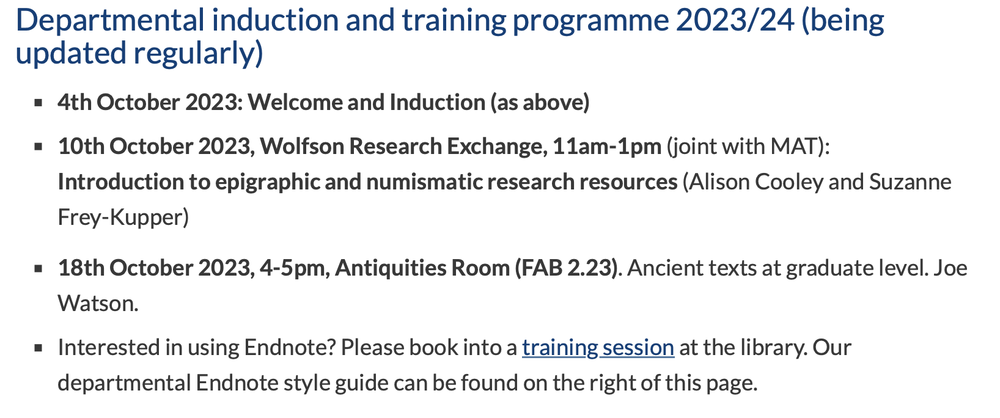 Departmental induction and training programme 2023/24 (being
updated regularly)
▪ 4th October 2023: Welcome and Induction (as above)
▪ 10th October 2023, Wolfson Research Exchange, 11am-1pm (joint with MAT):
Introduction to epigraphic and numismatic research resources (Alison Cooley and Suzanne
Frey-Kupper)
▪ 18th October 2023, 4-5pm, Antiquities Room (FAB 2.23). Ancient texts at graduate level. Joe
Watson.
▪ Interested in using Endnote? Please book into a training session at the library. Our
departmental Endnote style guide can be found on the right of this page.